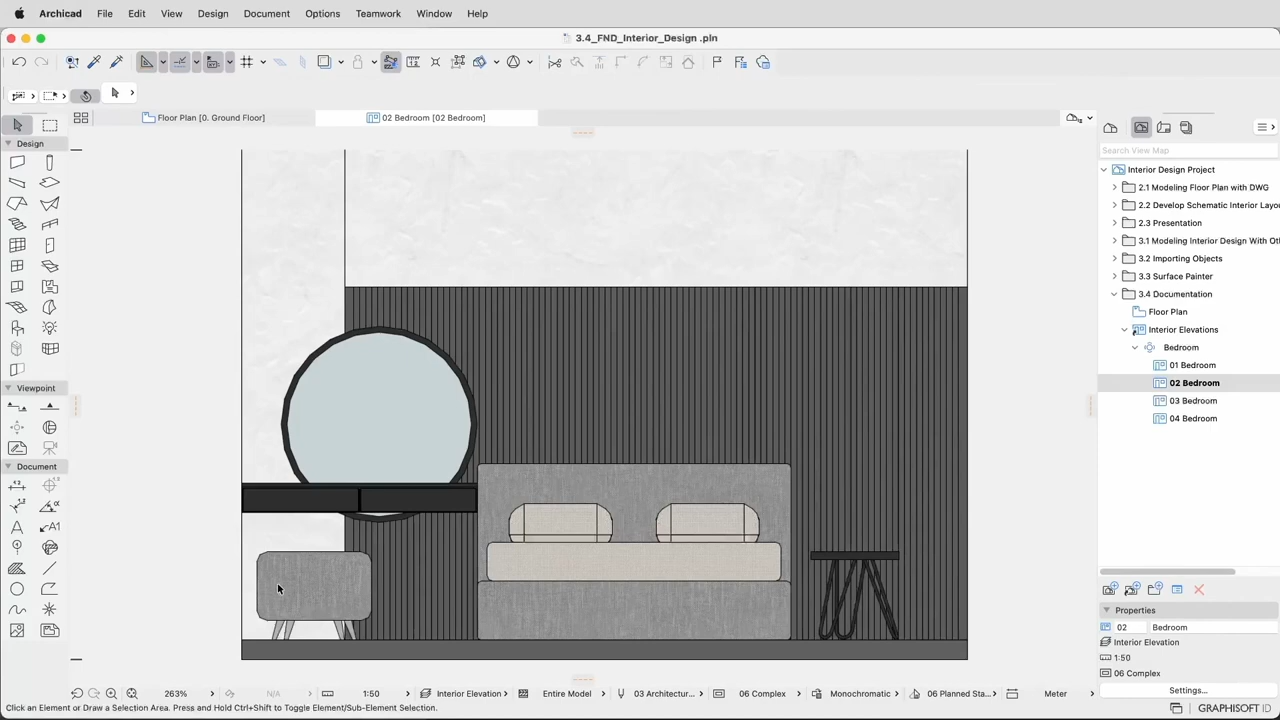 Archicad File Edit View Design Document Options Teamwork Window Help
3.4_FND_Interior_Design .pln
Floor Plan [0. Ground Floor]
02 Bedroom [02 Bedroom]
Design
Viewpoint
Document
A1
Search View Map
Interior Design Project
2.1 Modeling Floor Plan with DWG
2.2 Develop Schematic Interior Layou
2.3 Presentation
3.1 Modeling Interior Design With Oth
3.2 Importing Objects
3.3 Surface Painter
3.4 Documentation
Floor Plan
Interior Elevations
Bedroom
01 Bedroom
02 Bedroom
03 Bedroom
04 Bedroom
Properties
02 Bedroom
Interior Elevation
1:50
06 Complex
Settings...
263% N/A 1:50 Interior Elevation Entire Model 03 Architectur... 06 Complex Monochromatic 06 Planned Sta... Meter
Click an Element or Draw a Selection Area. Press and Hold Ctrl+Shift to Toggle Element/Sub-Element Selection.
GRAPHISOFT ID